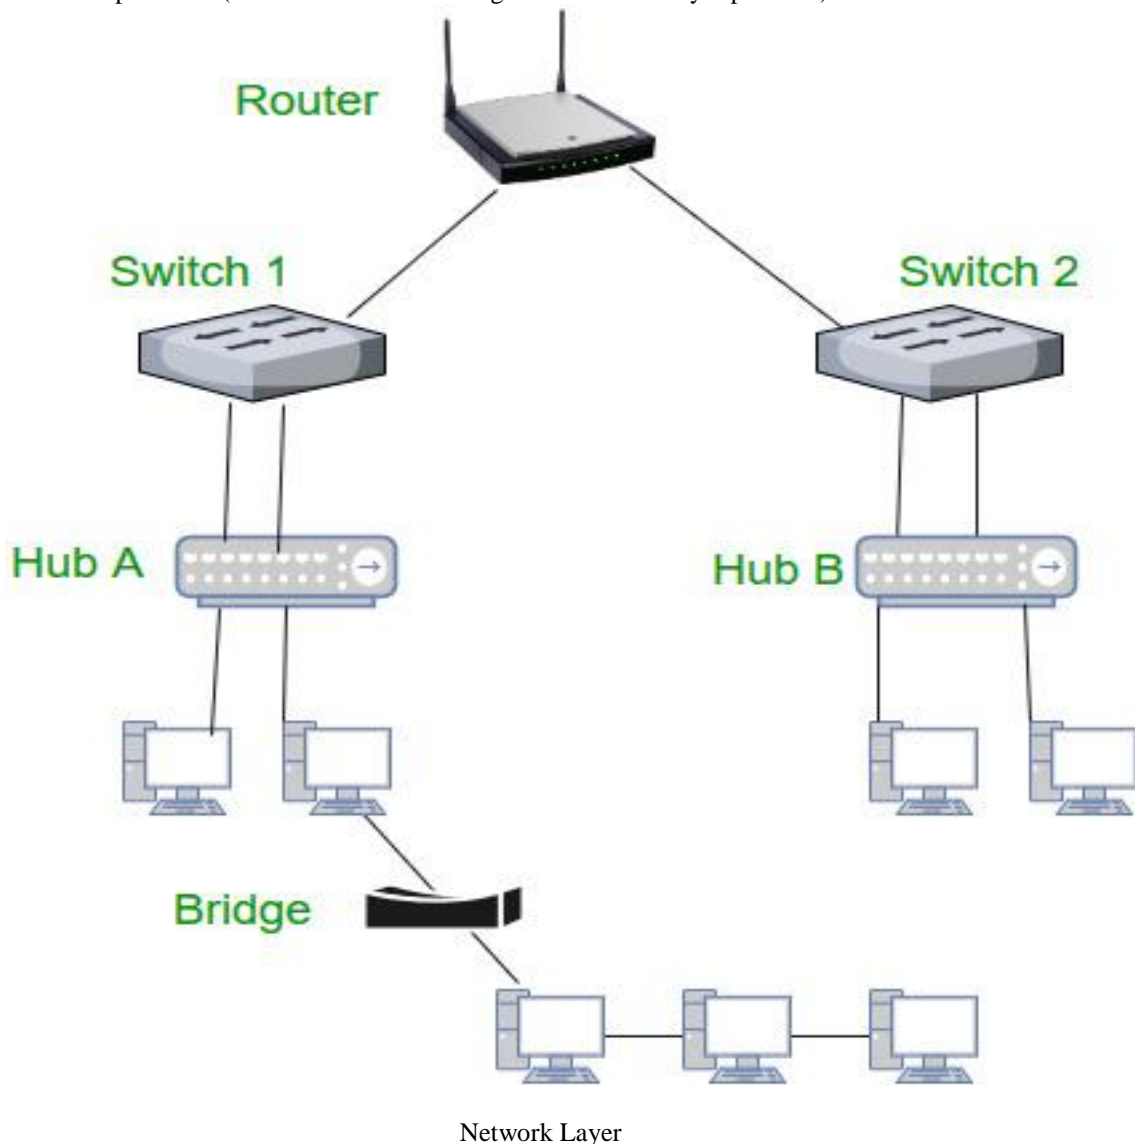 Router
Switch 1
Switch 2
Hub A
Hub B
Bridge
Network Layer